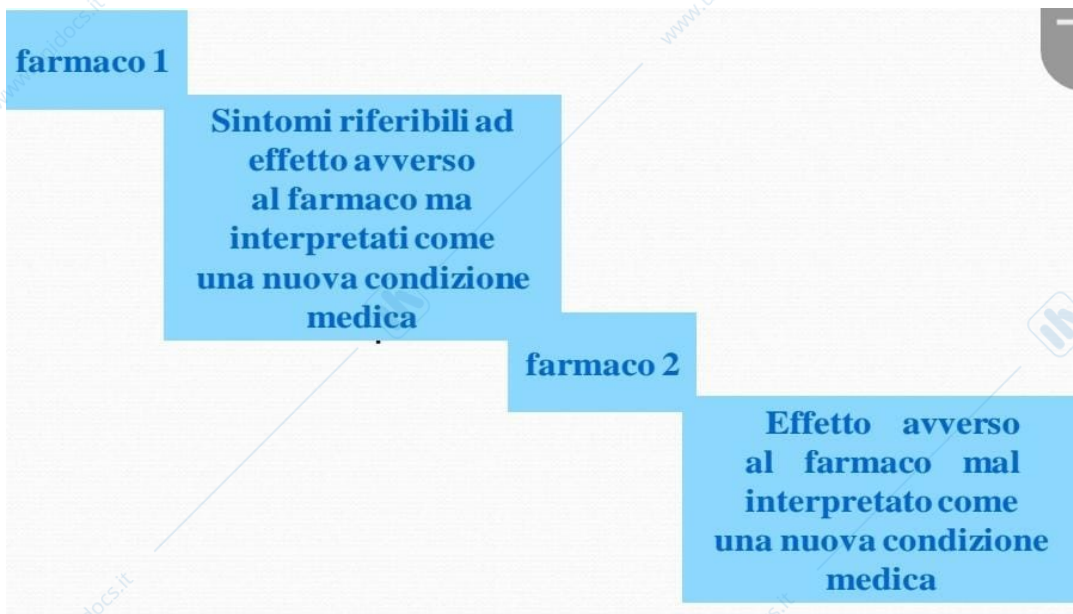 farmaco 1
Sintomi riferibili ad
effetto avverso
al farmaco ma
interpretati come
una nuova condizione
medica
farmaco 2
Effetto avverso
al farmaco mal
interpretato come
una nuova condizione
medica